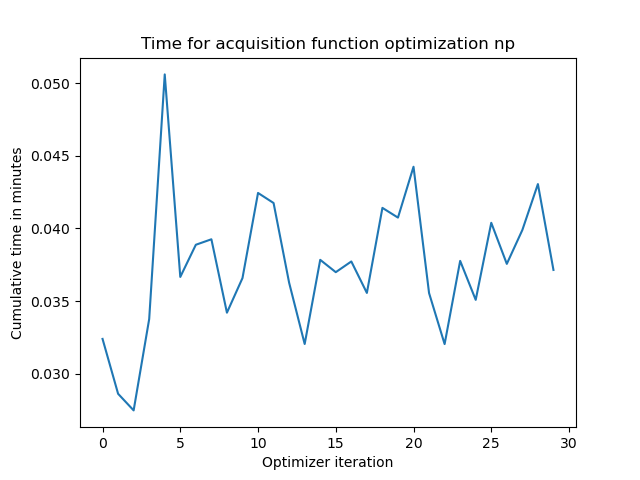 Time for acquisition function optimization np
0.050
0.045
0.040
0.035
0.030
Cumulative time in minutes
0 5 10 15 20 25 30
Optimizer iteration